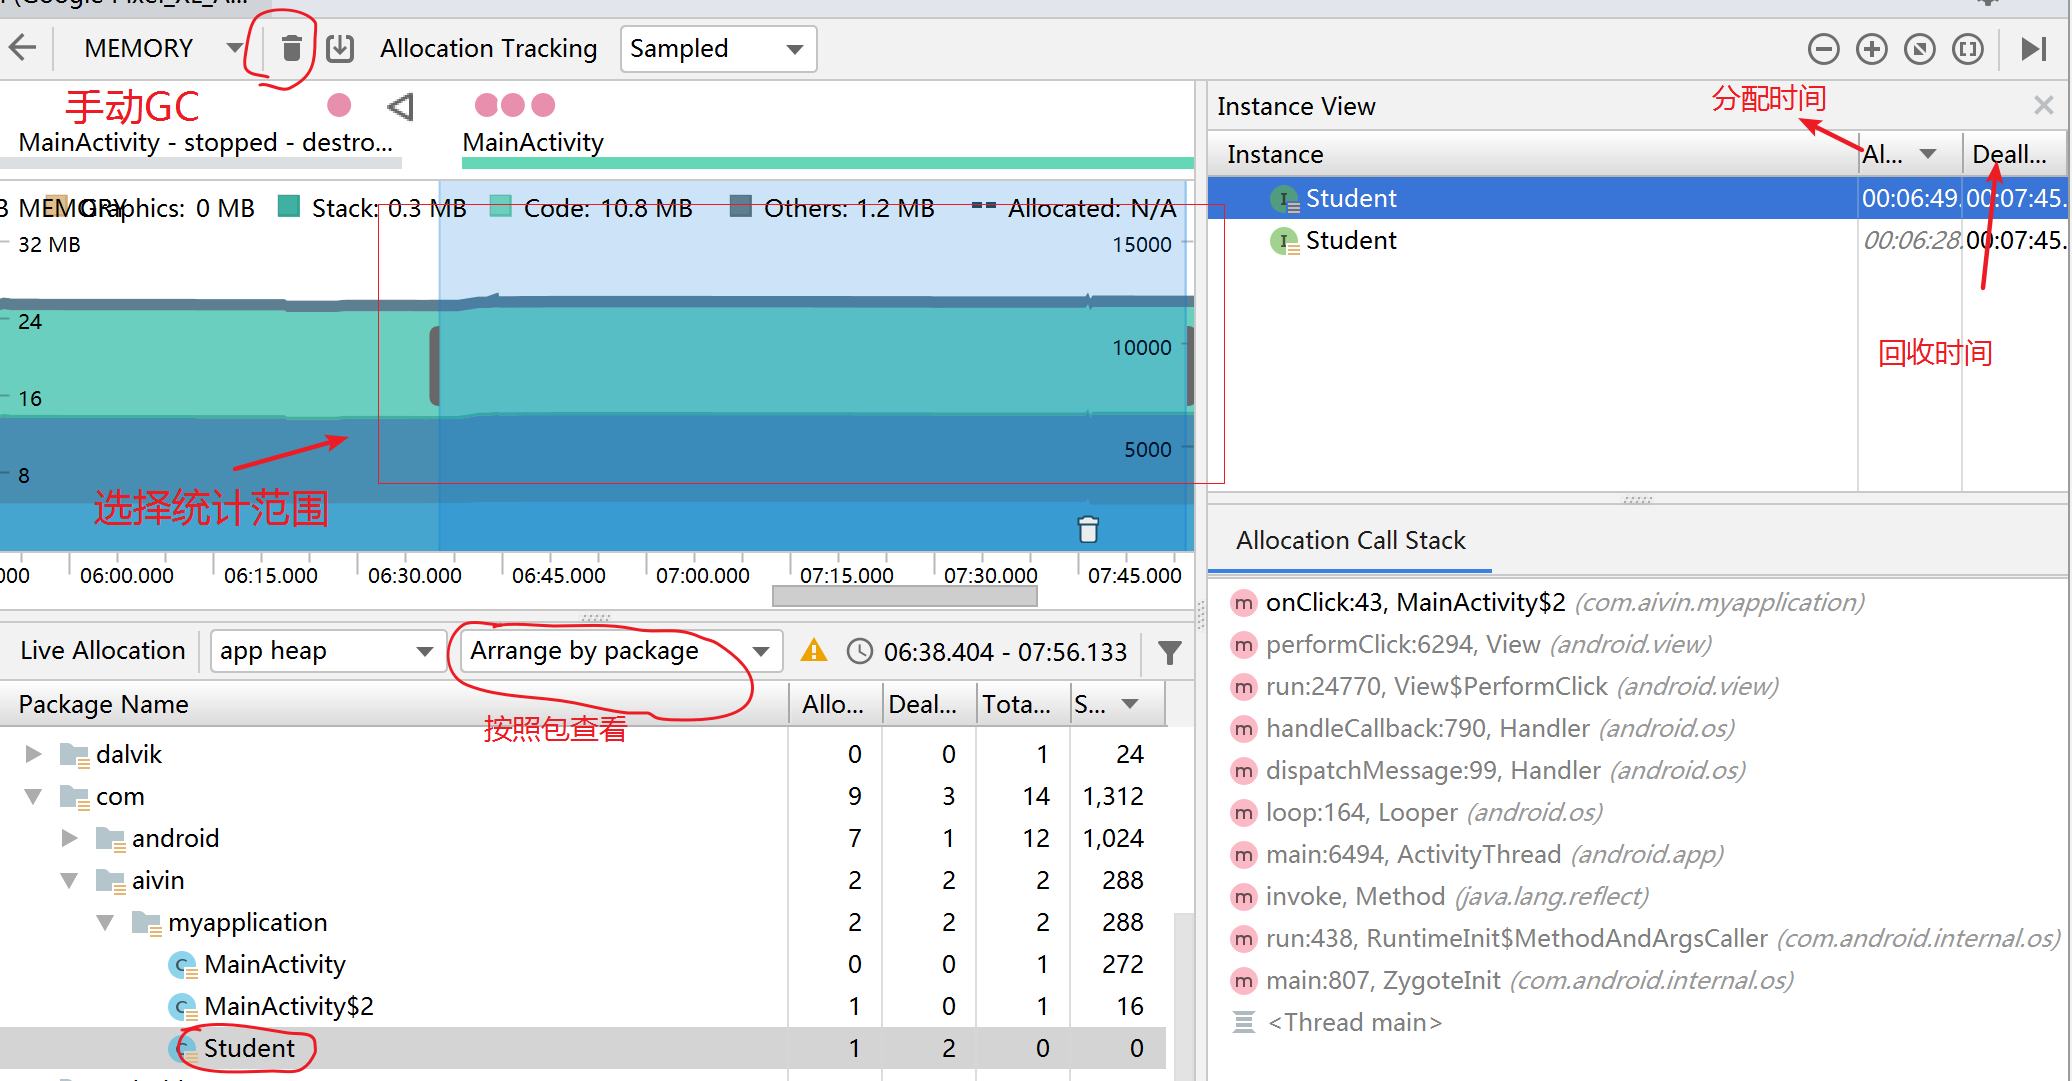 MEMORY
Allocation Tracking
Sampled
手动GC
MainActivity - stopped - destro...
MainActivity
3 MEMORY
Graphics: 0 MB
Stack: 0.3 MB
Code: 10.8 MB
Others: 1.2 MB
Allocated: N/A
32 MB
15000
24
10000
16
5000
8
选择统计范围
000
06:00.000
06:15.000
06:30.000
06:45.000
07:00.000
07:15.000
07:30.000
07:45.000
Live Allocation
app heap
Arrange by package
06:38.404 - 07:56.133
Package Name
Allo...
Deal...
Tota...
S...
按照包查看
dalvik 0 0 1 24
com 9 3 14 1,312
android 7 1 12 1,024
aivin 2 2 2 288
myapplication 2 2 2 288
MainActivity 0 0 1 272
MainActivity$2 1 0 1 16
Student 1 2 0 0
Instance View
分配时间
Instance
Al...
Deall...
Student 00:06:49. 00:07:45.
Student 00:06:28. 00:07:45.
回收时间
Allocation Call Stack
m onClick:43, MainActivity$2 (com.aivin.myapplication)
m performClick:6294, View (android.view)
m run:24770, View$PerformClick (android.view)
m handleCallback:790, Handler (android.os)
m dispatchMessage:99, Handler (android.os)
m loop:164, Looper (android.os)
m main:6494, ActivityThread (android.app)
m invoke, Method (java.lang.reflect)
m run:438, RuntimeInit$MethodAndArgsCaller (com.android.internal.os)
m main:807, ZygoteInit (com.android.internal.os)
<Thread main>